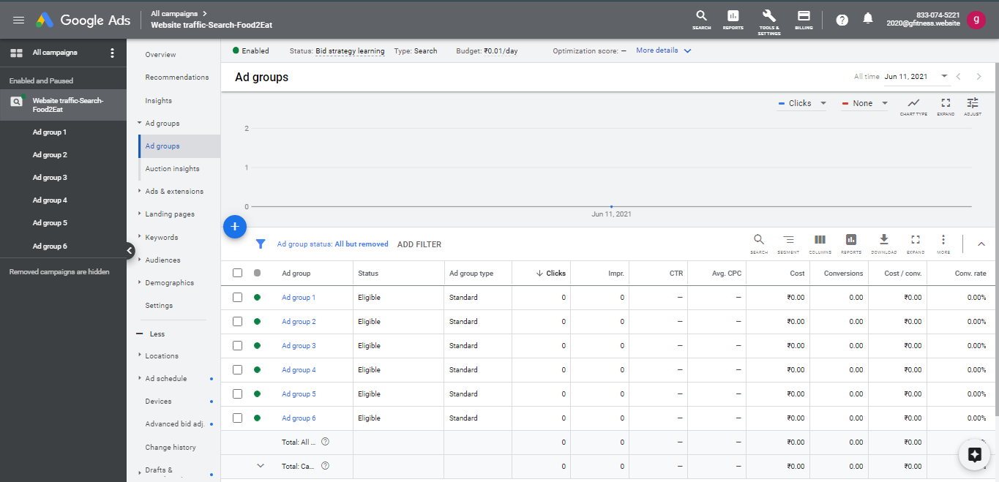 Google Ads
All campaigns
Website traffic-Search-Food2Eat
SEARCH
REPORTS
TOOLS & SETTINGS
BILLING
833-074-5221
2020@gfitness.website
g
All campaigns
Enabled and Paused
Website traffic-Search-
Food2Eat
Ad group 1
Ad group 2
Ad group 3
Ad group 4
Ad group 5
Ad group 6
Removed campaigns are hidden
Overview
Recommendations
Insights
Ad groups
Ad groups
Auction insights
Ads & extensions
Landing pages
Keywords
Audiences
Demographics
Settings
Less
Locations
Ad schedule
Devices
Advanced bid adj.
Change history
Drafts &
Enabled Status: Bid strategy learning Type: Search Budget: ₹0.01/day Optimization score: — More details
Ad groups
All time Jun 11, 2021
Clicks None
CHART TYPE EXPAND ADJUST
2
1
0
Jun 11, 2021
Ad group status: All but removed ADD FILTER
SEARCH SEGMENT COLUMNS REPORTS DOWNLOAD EXPAND MORE
Ad group Status Ad group type Clicks Impr. CTR Avg. CPC Cost Conversions Cost / conv. Conv. rate
Ad group 1 Eligible Standard 0 0 — — ₹0.00 0.00 ₹0.00 0.00%
Ad group 2 Eligible Standard 0 0 — — ₹0.00 0.00 ₹0.00 0.00%
Ad group 3 Eligible Standard 0 0 — — ₹0.00 0.00 ₹0.00 0.00%
Ad group 4 Eligible Standard 0 0 — — ₹0.00 0.00 ₹0.00 0.00%
Ad group 5 Eligible Standard 0 0 — — ₹0.00 0.00 ₹0.00 0.00%
Ad group 6 Eligible Standard 0 0 — — ₹0.00 0.00 ₹0.00 0.00%
Total: All ... 0 0 — — ₹0.00 0.00 ₹0.00
Total: Ca... 0 0 — — ₹0.00 0.00 ₹0.00